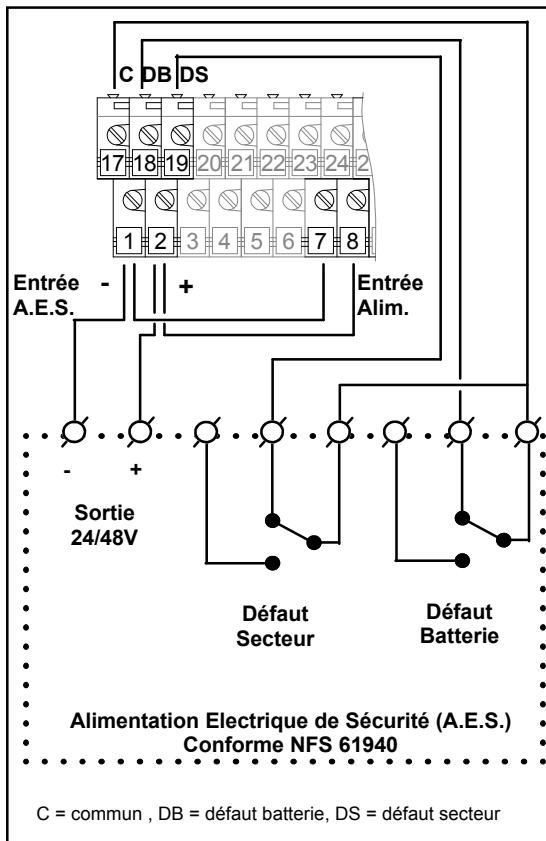 C DB DS
17 18 19 20 21 22 23 24 2
1 2 3 4 5 6 7 8
Entrée
A.E.S.
- +
Entrée
Alim.
- +
Sortie
24/48V
Défaut
Secteur
Défaut
Batterie
Alimentation Electrique de Sécurité (A.E.S.)
Conforme NFS 61940
C = commun , DB = défaut batterie, DS = défaut secteur